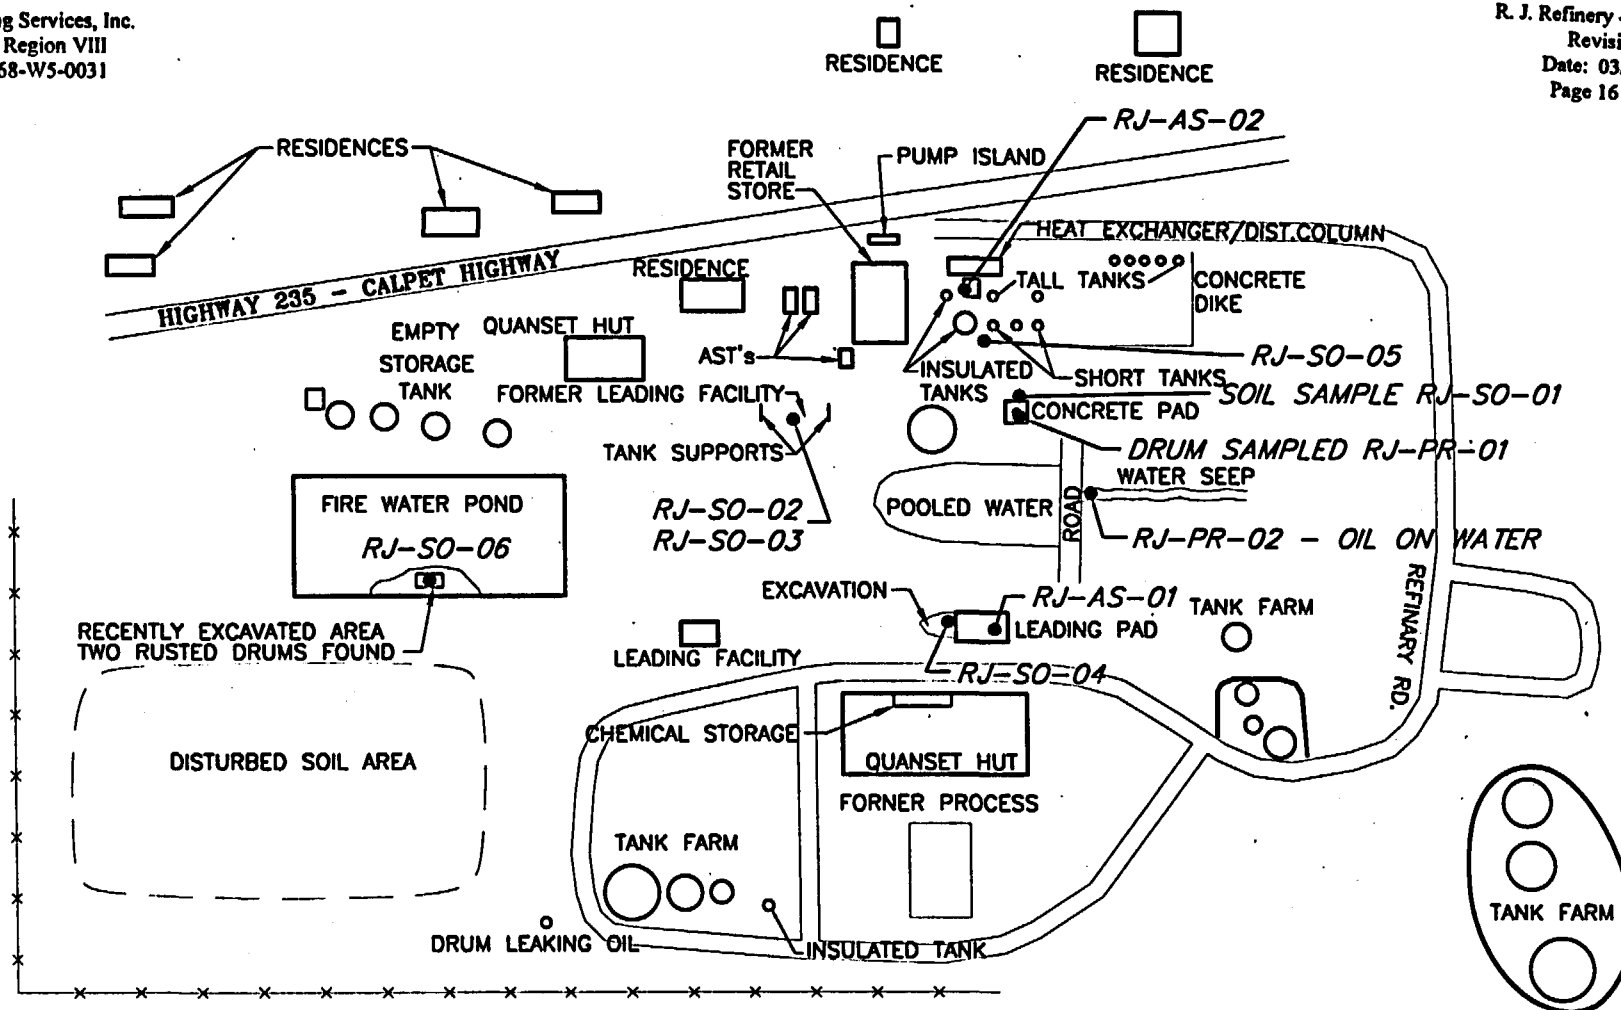 g Services, Inc.
Region VIII
68-W5-0031
R. J. Refinery
Revisi
Date: 03
Page 16
RESIDENCE
RESIDENCE
RJ-AS-02
RESIDENCES
FORMER
RETAIL
STORE
PUMP ISLAND
HEAT EXCHANGER/DIST.COLUMN
HIGHWAY 235 - CALPET HIGHWAY
RESIDENCE
TALL TANKS
CONCRETE
DIKE
EMPTY
STORAGE
TANK
QUANSET HUT
AST's
INSULATED
TANKS
SHORT TANKS
RJ-SO-05
FORMER LEADING FACILITY
SOIL SAMPLE RJ-SO-01
CONCRETE PAD
TANK SUPPORTS
DRUM SAMPLED RJ-PR-01
WATER SEEP
FIRE WATER POND
RJ-SO-02
RJ-SO-03
POOLED WATER
ROAD
RJ-SO-06
RJ-PR-02 - OIL ON WATER
EXCAVATION
RJ-AS-01
TANK FARM
REFINARY RD.
RECENTLY EXCAVATED AREA
TWO RUSTED DRUMS FOUND
LEADING PAD
LEADING FACILITY
RJ-SO-04
CHEMICAL STORAGE
DISTURBED SOIL AREA
QUANSET HUT
FORNER PROCESS
TANK FARM
TANK FARM
DRUM LEAKING OIL
INSULATED TANK